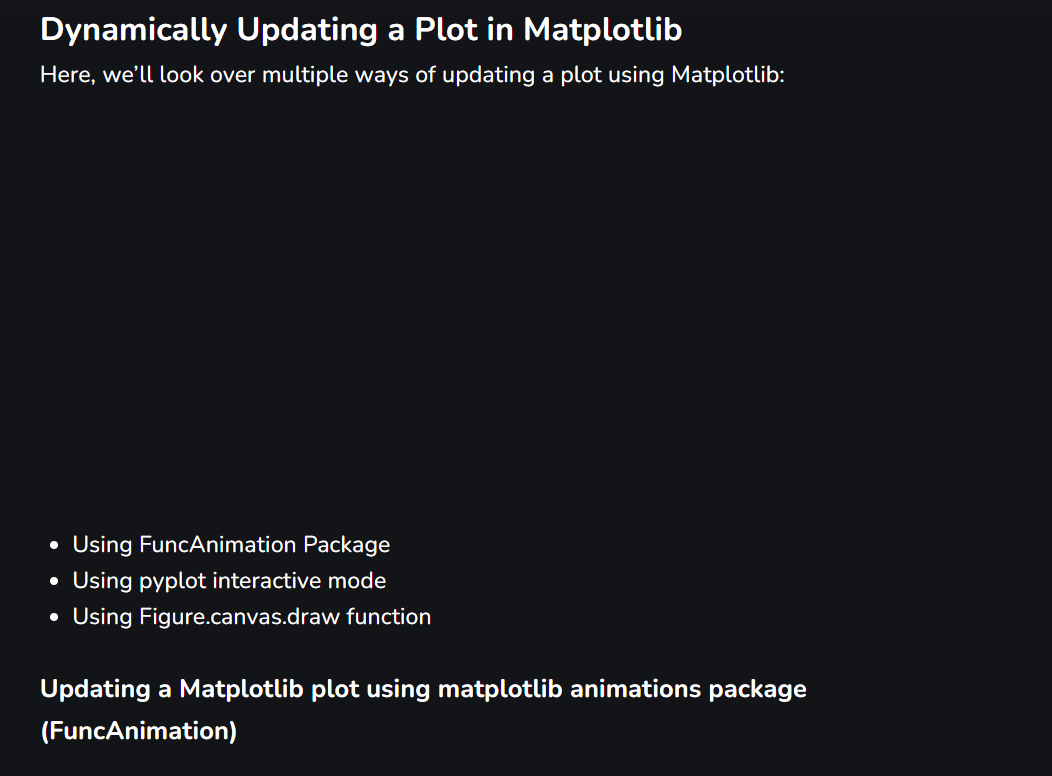 Dynamically Updating a Plot in Matplotlib
Here, we’ll look over multiple ways of updating a plot using Matplotlib:
• Using FuncAnimation Package
• Using pyplot interactive mode
• Using Figure.canvas.draw function
Updating a Matplotlib plot using matplotlib animations package
(FuncAnimation)